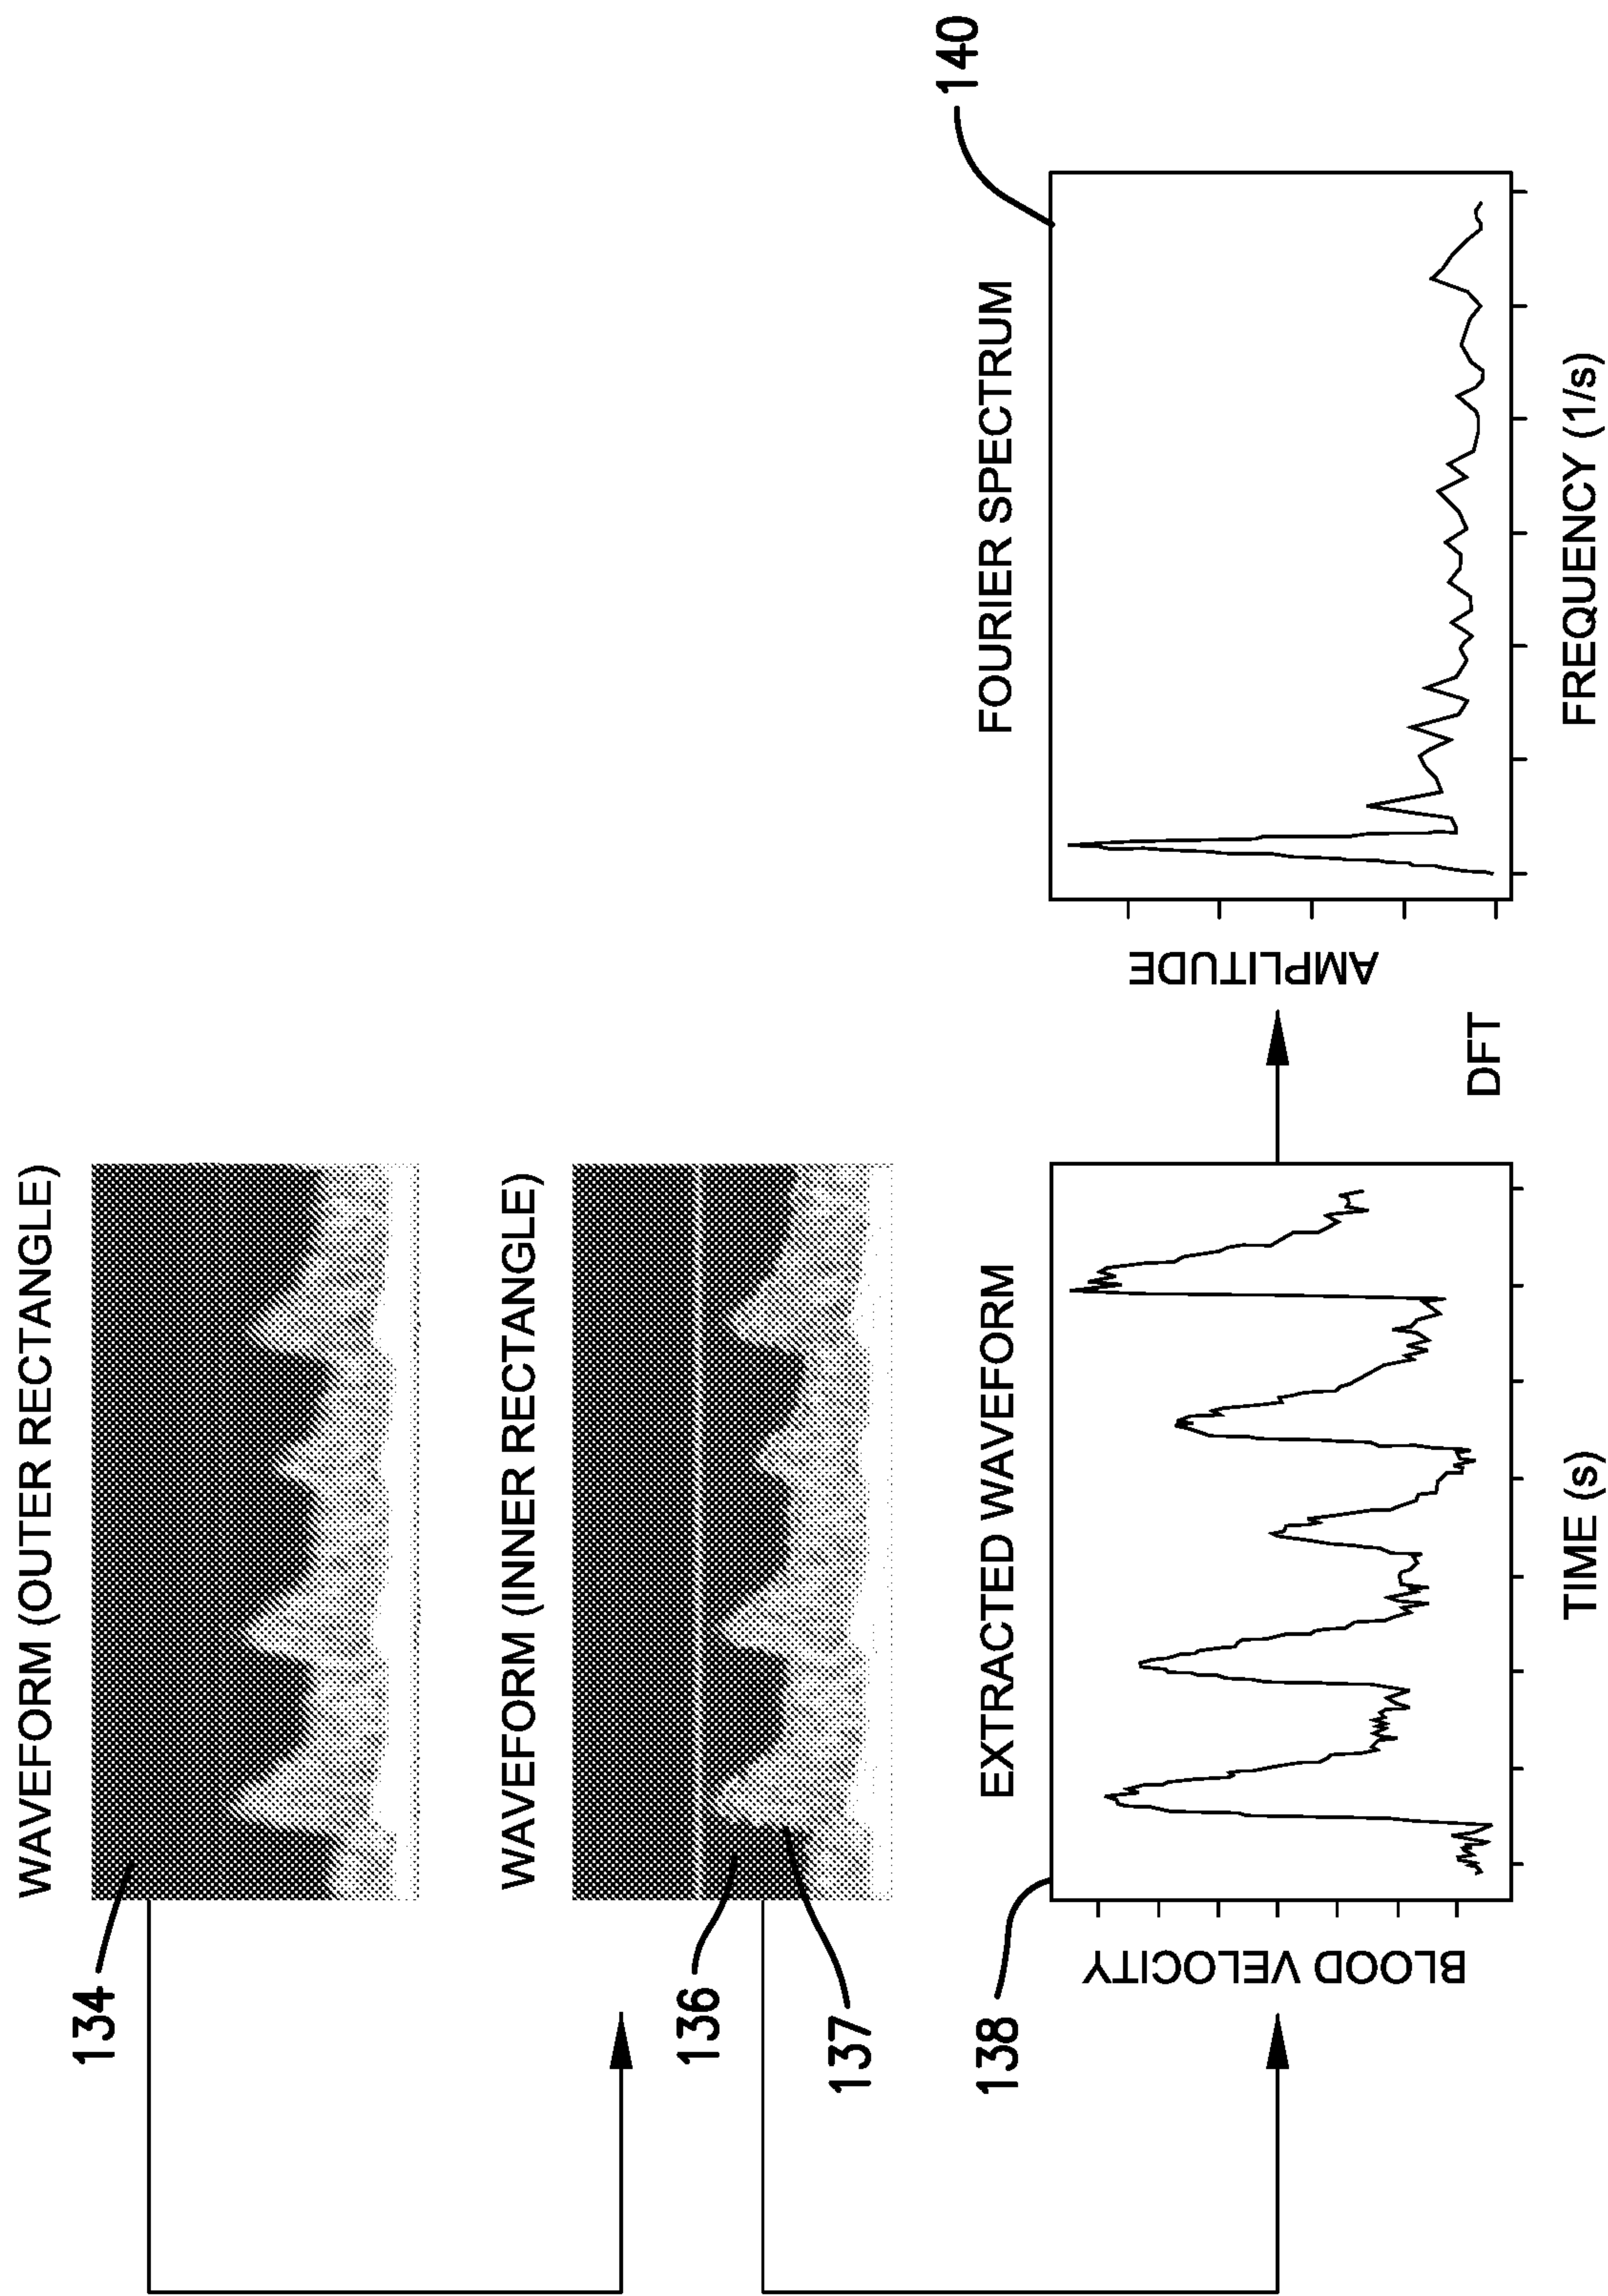 WAVEFORM (OUTER RECTANGLE)
134
WAVEFORM (INNER RECTANGLE)
136
137
EXTRACTED WAVEFORM
138
BLOOD VELOCITY
TIME (s)
DFT
FOURIER SPECTRUM
140
AMPLITUDE
FREQUENCY (1/s)